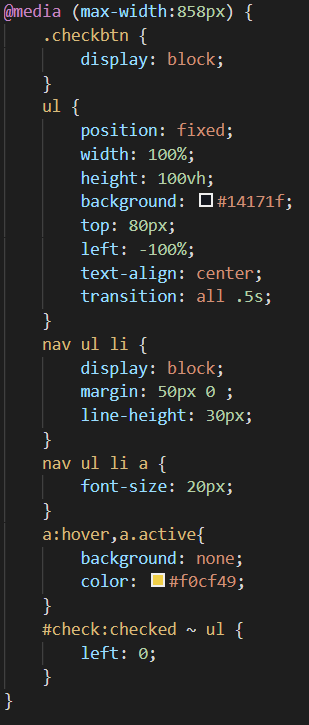 @media (max-width:858px) {
    .checkbtn {
        display: block;
    }
    ul {
        position: fixed;
        width: 100%;
        height: 100vh;
        background: #14171f;
        top: 80px;
        left: -100%;
        text-align: center;
        transition: all .5s;
    }
    nav ul li {
        display: block;
        margin: 50px 0 ;
        line-height: 30px;
    }
    nav ul li a {
        font-size: 20px;
    }
    a:hover,a.active{
        background: none;
        color: #f0cf49;
    }
    #check:checked ~ ul {
        left: 0;
    }
}